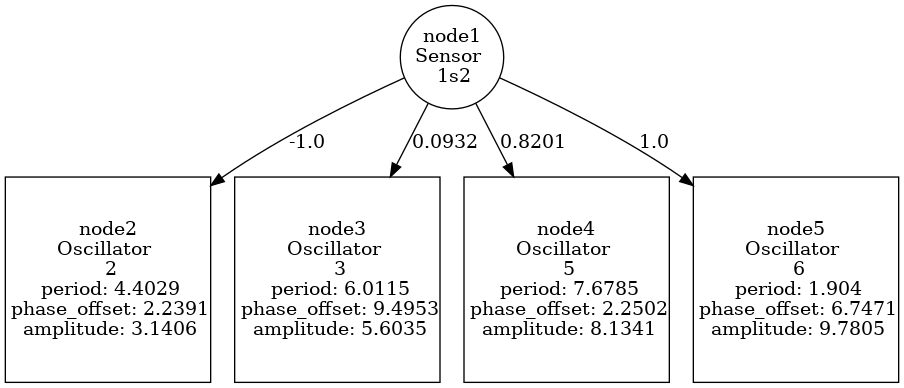 node1
Sensor
1s2
-1.0
0.0932
0.8201
1.0
node2
Oscillator
2
period: 4.4029
phase_offset: 2.2391
amplitude: 3.1406
node3
Oscillator
3
period: 6.0115
phase_offset: 9.4953
amplitude: 5.6035
node4
Oscillator
5
period: 7.6785
phase_offset: 2.2502
amplitude: 8.1341
node5
Oscillator
6
period: 1.904
phase_offset: 6.7471
amplitude: 9.7805